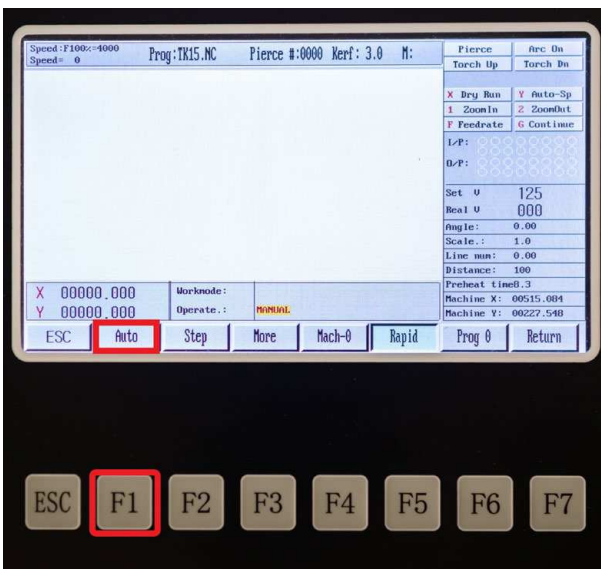 Speed:F100%=4000
Speed= 0
Prog:TK15.NC Pierce #:0000 Kerf: 3.0 M:
Pierce Arc On
Torch Up Torch Dn
X Dry Run Y Auto-Sp
1 ZoomIn 2 ZoomOut
F Feedrate G Continue
I/P:
O/P:
Set V 125
Real V 000
Angle: 0.00
Scale.: 1.0
Line num: 0.00
Distance: 100
Preheat time0.3
Machine X: 00515.084
Machine Y: 00227.548
X 00000.000 Workmode:
Y 00000.000 Operate.: MANUAL
ESC Auto Step More Mach-0 Rapid Prog 0 Return
ESC F1 F2 F3 F4 F5 F6 F7